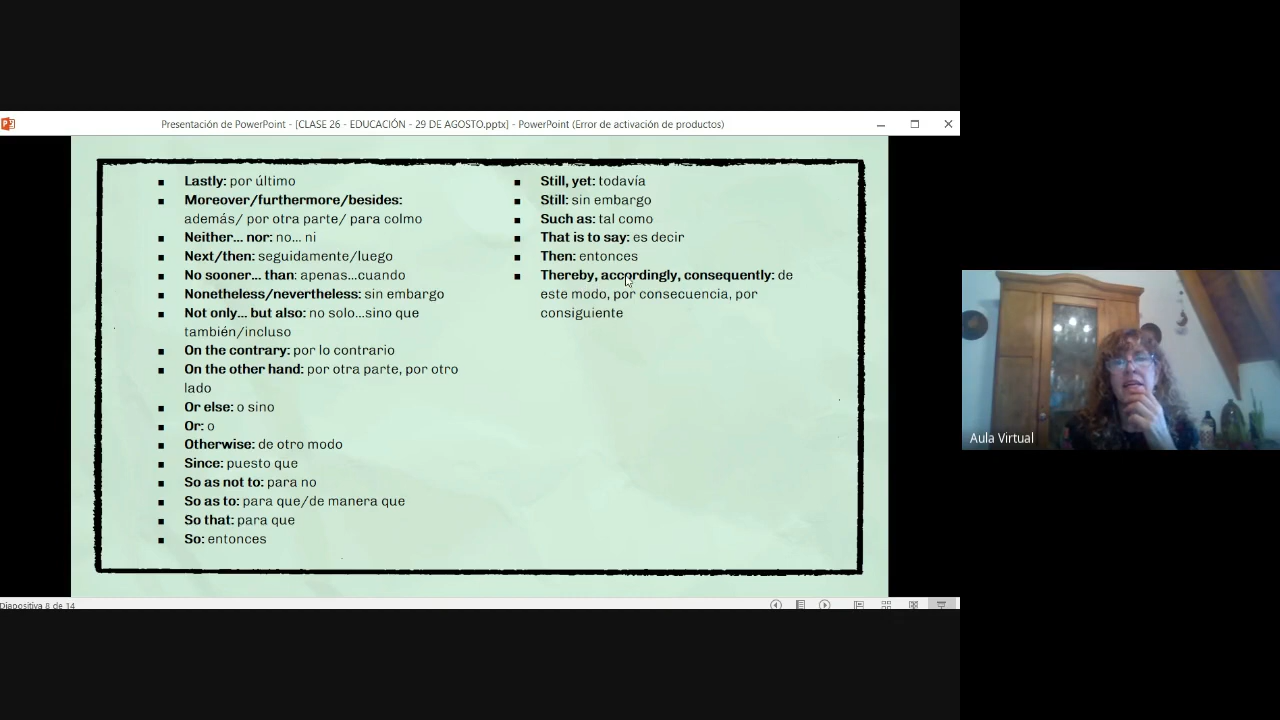 Presentación de PowerPoint - [CLASE 26 - EDUCACIÓN - 29 DE AGOSTO.pptx] - PowerPoint (Error de activación de productos)
Lastly: por último
Moreover/furthermore/besides:
además/ por otra parte/ para colmo
Neither... nor: no... ni
Next/then: seguidamente/luego
No sooner... than: apenas...cuando
Nonetheless/nevertheless: sin embargo
Not only... but also: no solo...sino que
también/incluso
On the contrary: por lo contrario
On the other hand: por otra parte, por otro
lado
Or else: o sino
Or: o
Otherwise: de otro modo
Since: puesto que
So as not to: para no
So as to: para que/de manera que
So that: para que
So: entonces
Still, yet: todavía
Still: sin embargo
Such as: tal como
That is to say: es decir
Then: entonces
Thereby, accordingly, consequently: de
este modo, por consecuencia, por
consiguiente
Aula Virtual
Diapositiva 8 de 14